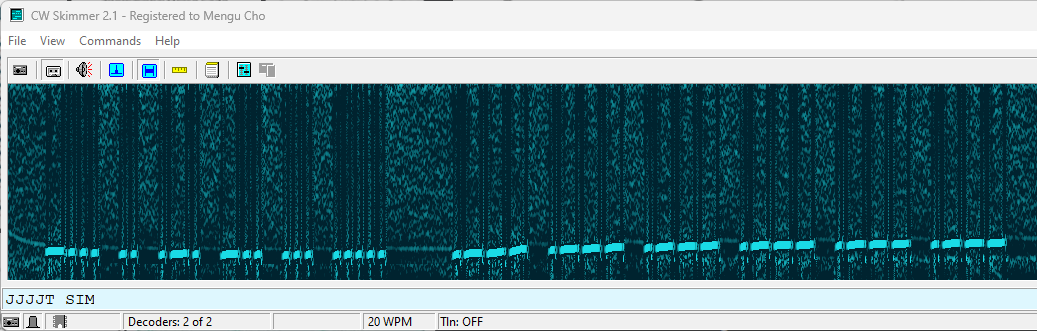 CW Skimmer 2.1 - Registered to Mengu Cho
File View Commands Help
JJJJT SIM
Decoders: 2 of 2 20 WPM Tln: OFF